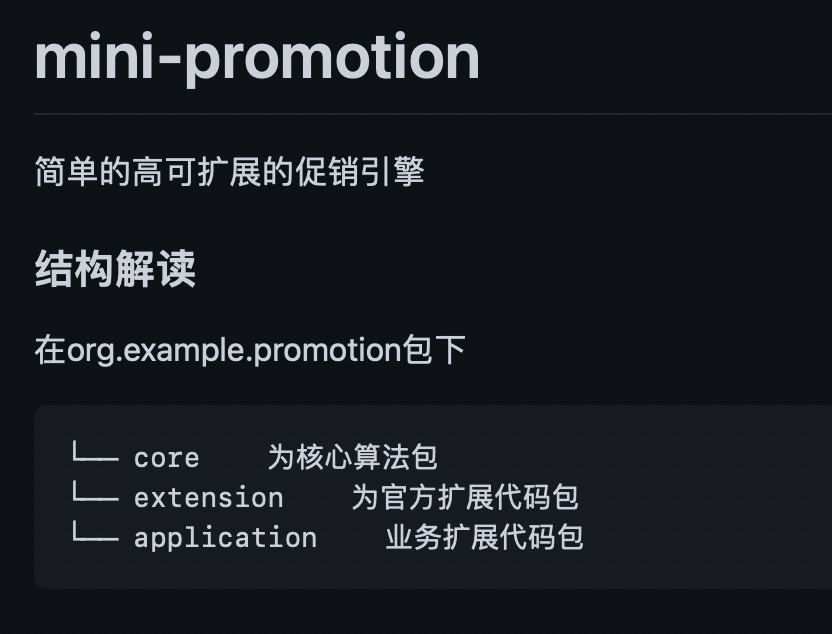 mini-promotion
简单的高可扩展的促销引擎
结构解读
在org.example.promotion包下
└── core    为核心算法包
└── extension    为官方扩展代码包
└── application    业务扩展代码包